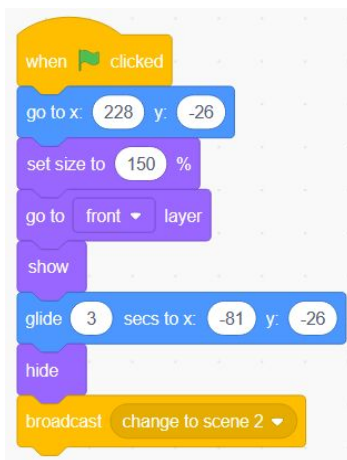 when clicked
go to x: 228 y: -26
set size to 150 %
go to front layer
show
glide 3 secs to x: -81 y: -26
hide
broadcast change to scene 2